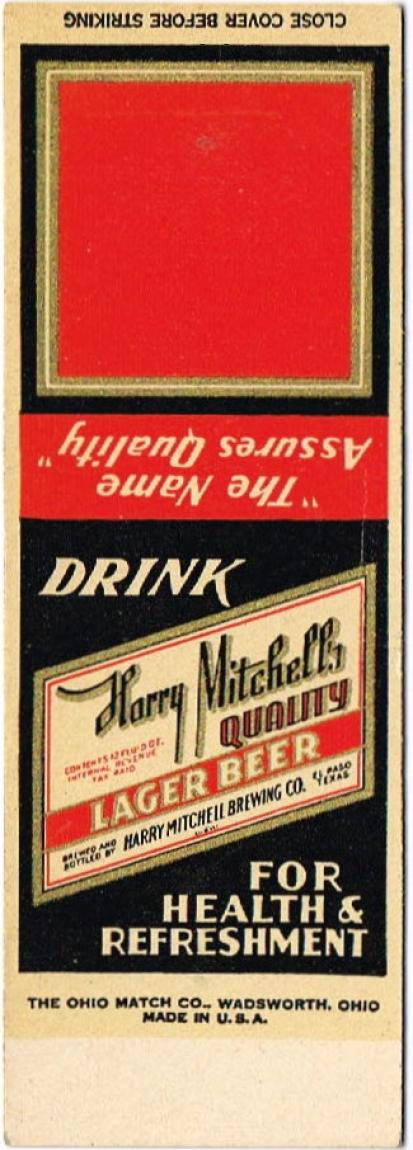 CLOSE COVER BEFORE STRIKING
"The Name
Assures Quality"
DRINK
Harry Mitchell's
QUALITY
CONTENTS 12 FLUID OZ.
INTERNAL REVENUE
TAX PAID
LAGER BEER
BREWED AND
BOTTLED BY
HARRY MITCHELL BREWING CO.
EL PASO
TEXAS
FOR
HEALTH &
REFRESHMENT
THE OHIO MATCH CO., WADSWORTH, OHIO
MADE IN U.S.A.